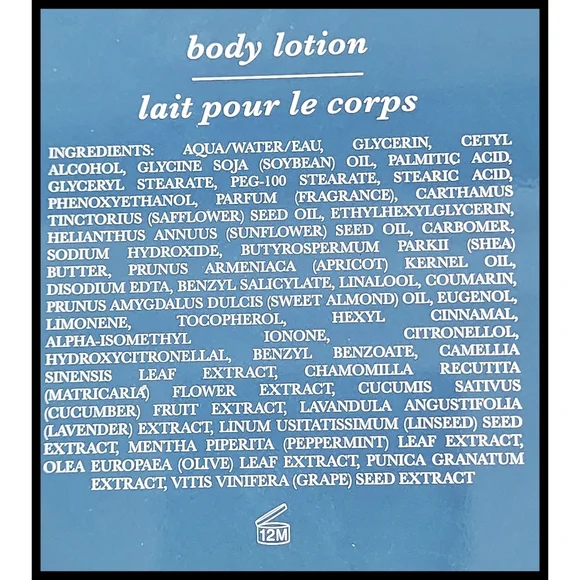 body lotion
lait pour le corps
INGREDIENTS: AQUA/WATER/EAU, GLYCERIN, CETYL
ALCOHOL, GLYCINE SOJA (SOYBEAN) OIL, PALMITIC ACID,
GLYCERYL STEARATE, PEG-100 STEARATE, STEARIC ACID,
PHENOXYETHANOL, PARFUM (FRAGRANCE), CARTHAMUS
TINCTORIUS (SAFFLOWER) SEED OIL, ETHYLHEXYLGLYCERIN,
HELIANTHUS ANNUUS (SUNFLOWER) SEED OIL, CARBOMER,
SODIUM HYDROXIDE, BUTYROSPERMUM PARKII (SHEA)
BUTTER, PRUNUS ARMENIACA (APRICOT) KERNEL OIL,
DISODIUM EDTA, BENZYL SALICYLATE, LINALOOL, COUMARIN,
PRUNUS AMYGDALUS DULCIS (SWEET ALMOND) OIL, EUGENOL,
LIMONENE, TOCOPHEROL, HEXYL CINNAMAL,
ALPHA-ISOMETHYL IONONE, CITRONELLOL,
HYDROXYCITRONELLAL, BENZYL BENZOATE, CAMELLIA
SINENSIS LEAF EXTRACT, CHAMOMILLA RECUTITA
(MATRICARIA) FLOWER EXTRACT, CUCUMIS SATIVUS
(CUCUMBER) FRUIT EXTRACT, LAVANDULA ANGUSTIFOLIA
(LAVENDER) EXTRACT, LINUM USITATISSIMUM (LINSEED) SEED
EXTRACT, MENTHA PIPERITA (PEPPERMINT) LEAF EXTRACT,
OLEA EUROPAEA (OLIVE) LEAF EXTRACT, PUNICA GRANATUM
EXTRACT, VITIS VINIFERA (GRAPE) SEED EXTRACT
12M